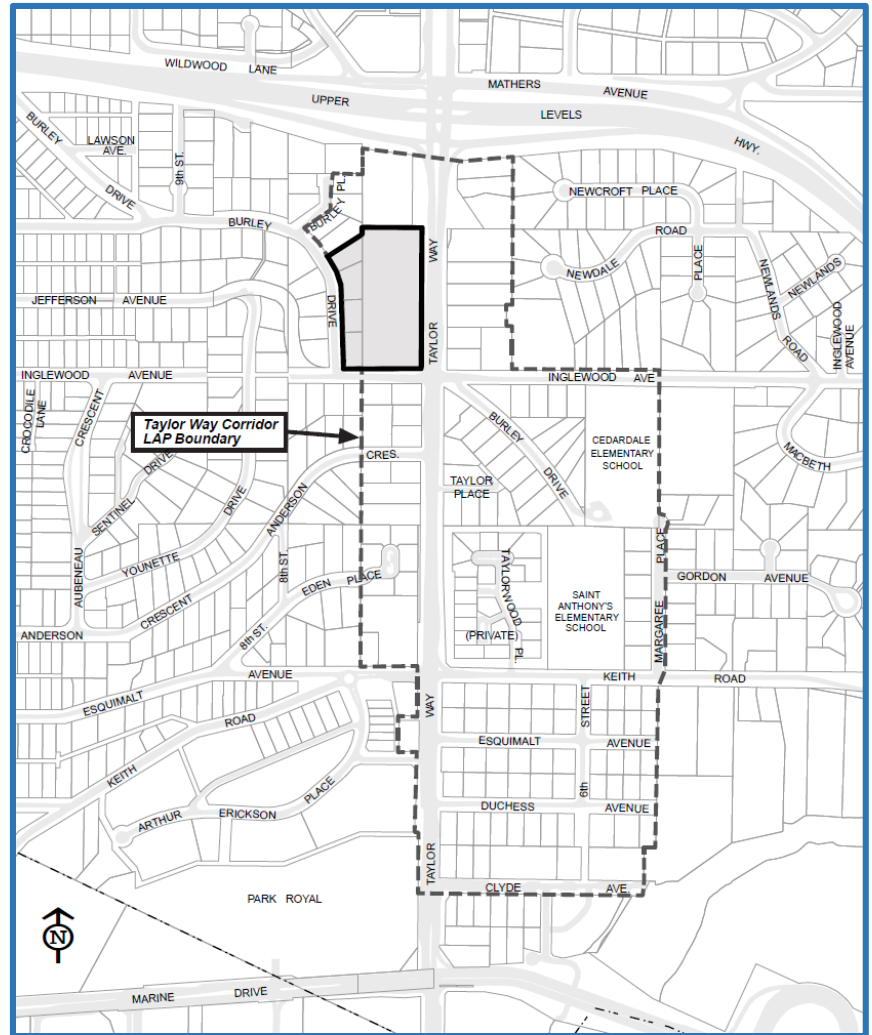 WILDWOOD LANE
MATHERS AVENUE
UPPER LEVELS HWY.
BURLEY DRIVE
LAWSON
AVE.
9th ST.
BURLEY PL.
NEWCROFT PLACE
BURLEY DRIVE
ROAD
WAY
PLACE
NEWDALE
NEWLANDS
NEWLANDS ROAD
JEFFERSON AVENUE
TAYLOR
INGLEWOOD
AVENUE
INGLEWOOD AVENUE
INGLEWOOD AVE
CROCODILE
LANE
CRESCENT
Taylor Way Corridor
LAP Boundary
BURLEY DRIVE
CEDARDALE
ELEMENTARY
SCHOOL
MACBETH
CRES.
SENTINEL DRIVE
TAYLOR
PLACE
DRIVE
ANDERSON
YOUNETTE
AUBENEAU
8th ST.
EDEN PLACE
TAYLORWOOD
PL.
(PRIVATE)
SAINT
ANTHONY'S
ELEMENTARY
SCHOOL
MARGAREE PLACE
GORDON AVENUE
ANDERSON CRESCENT
8th ST.
ESQUIMALT AVENUE
KEITH ROAD
KEITH ROAD
WAY
STREET
6th
ESQUIMALT AVENUE
ARTHUR ERICKSON PLACE
DUCHESS AVENUE
TAYLOR
CLYDE AVE.
PARK ROYAL
N
MARINE DRIVE